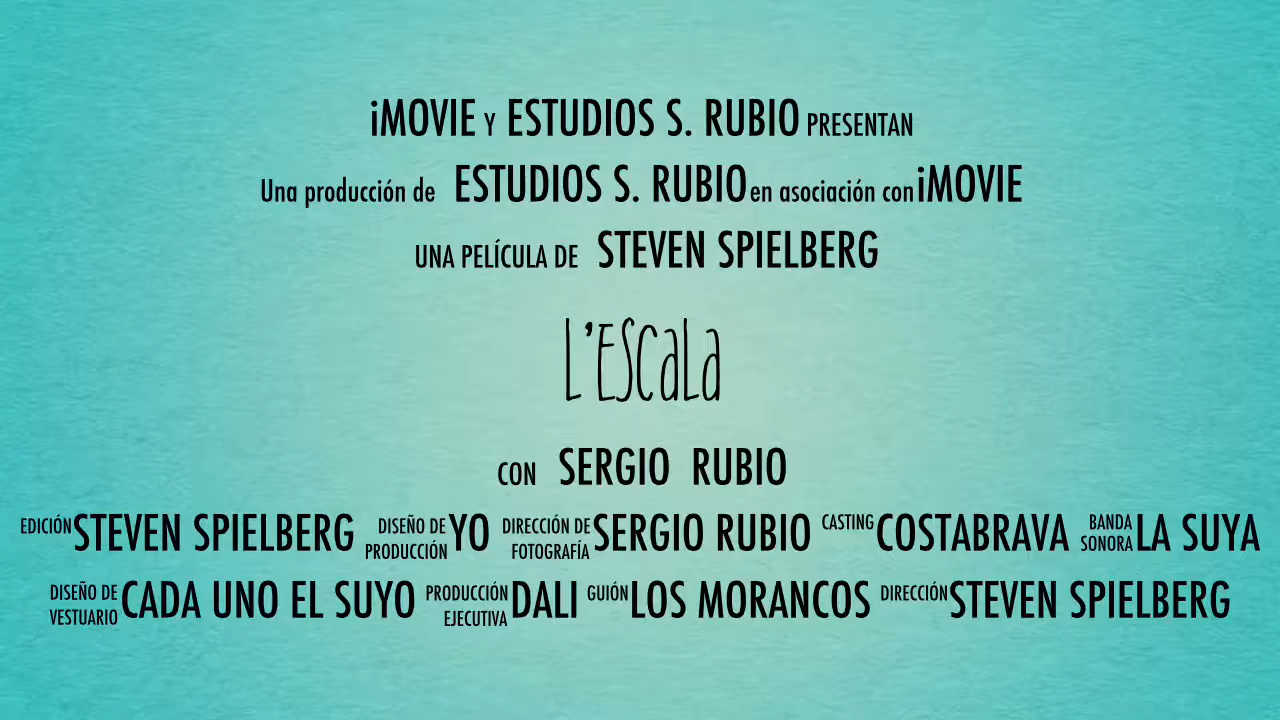 iMOVIE Y ESTUDIOS S. RUBIO PRESENTAN
Una producción de ESTUDIOS S. RUBIO en asociación con iMOVIE
UNA PELÍCULA DE STEVEN SPIELBERG
L'ESCaLa
CON SERGIO RUBIO
EDICIÓN STEVEN SPIELBERG DISEÑO DE PRODUCCIÓN YO DIRECCIÓN DE FOTOGRAFÍA SERGIO RUBIO CASTING COSTABRAVA BANDA SONORA LA SUYA
DISEÑO DE VESTUARIO CADA UNO EL SUYO PRODUCCIÓN EJECUTIVA DALI GUIÓN LOS MORANCOS DIRECCIÓN STEVEN SPIELBERG